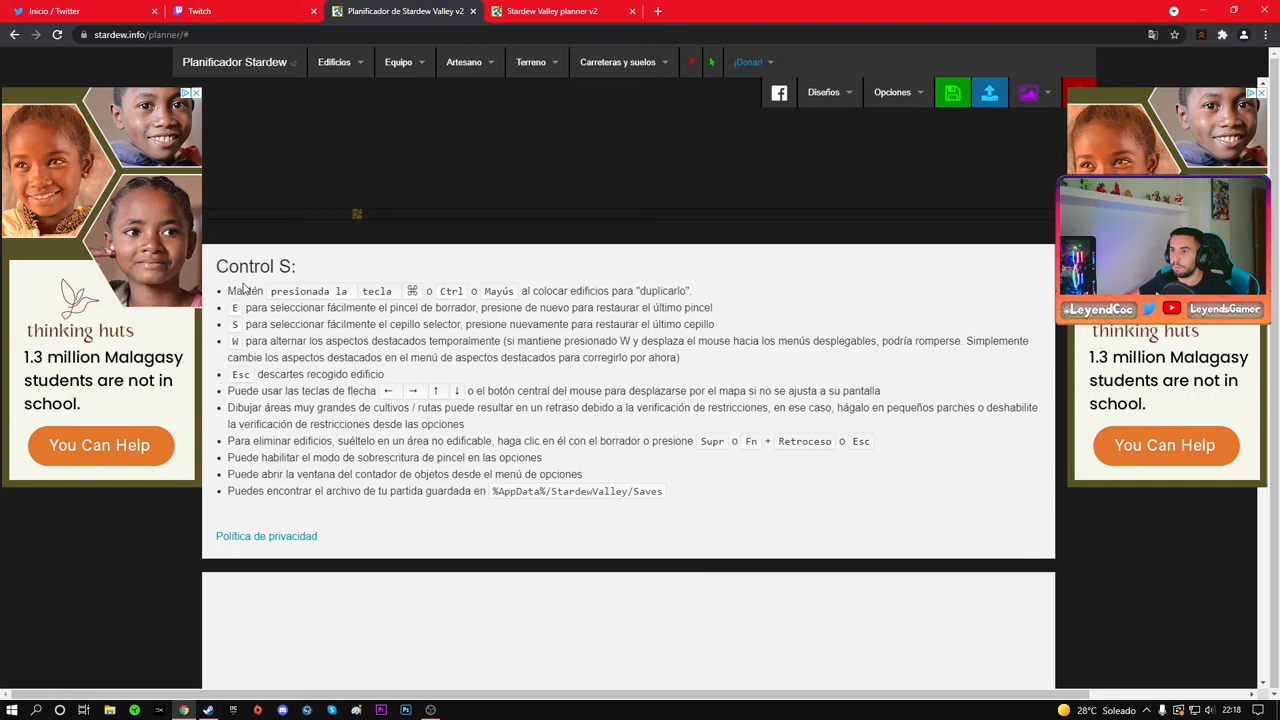 Inicio / Twitter
Twitch
Planificador de Stardew Valley v2
Stardew Valley planner v2
stardew.info/planner/#
Planificador Stardew v2
Edificios
Equipo
Artesano
Terreno
Carreteras y suelos
¡Donar!
Diseños
Opciones
Control S:
presionada la tecla ⌘ o Ctrl o Mayús al colocar edificios para "duplicarlo".
E para seleccionar fácilmente el pincel de borrador, presione de nuevo para restaurar el último pincel
S para seleccionar fácilmente el cepillo selector, presione nuevamente para restaurar el último cepillo
W para alternar los aspectos destacados temporalmente (si mantiene presionado W y desplaza el mouse hacia los menús desplegables, podría romperse. Simplemente
cambie los aspectos destacados en el menú de aspectos destacados para corregirlo por ahora)
Esc descartes recogido edificio
Puede usar las teclas de flecha ← → ↑ ↓ o el botón central del mouse para desplazarse por el mapa si no se ajusta a su pantalla
Dibujar áreas muy grandes de cultivos / rutas puede resultar en un retraso debido a la verificación de restricciones, en ese caso, hágalo en pequeños parches o deshabilite
la verificación de restricciones desde las opciones
Para eliminar edificios, suéltelo en un área no edificable, haga clic en él con el borrador o presione Supr o Fn + Retroceso o Esc
Puede habilitar el modo de sobrescritura de pincel en las opciones
Puede abrir la ventana del contador de objetos desde el menú de opciones
Puedes encontrar el archivo de tu partida guardada en %AppData%/StardewValley/Saves
Política de privacidad
thinking huts
1.3 million Malagasy
students are not in
school.
You Can Help
@LeyendCoc
LeyendsGamer
thinking huts
1.3 million Malagasy
students are not in
school.
You Can Help
28°C Soleado
22:18